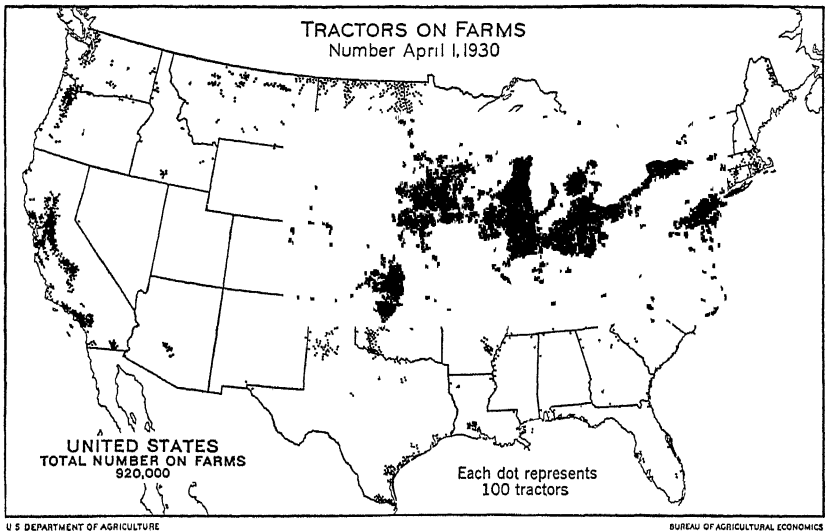 TRACTORS ON FARMS
Number April 1, 1930
UNITED STATES
TOTAL NUMBER ON FARMS
920,000
Each dot represents
100 tractors
U S DEPARTMENT OF AGRICULTURE
BUREAU OF AGRICULTURAL ECONOMICS